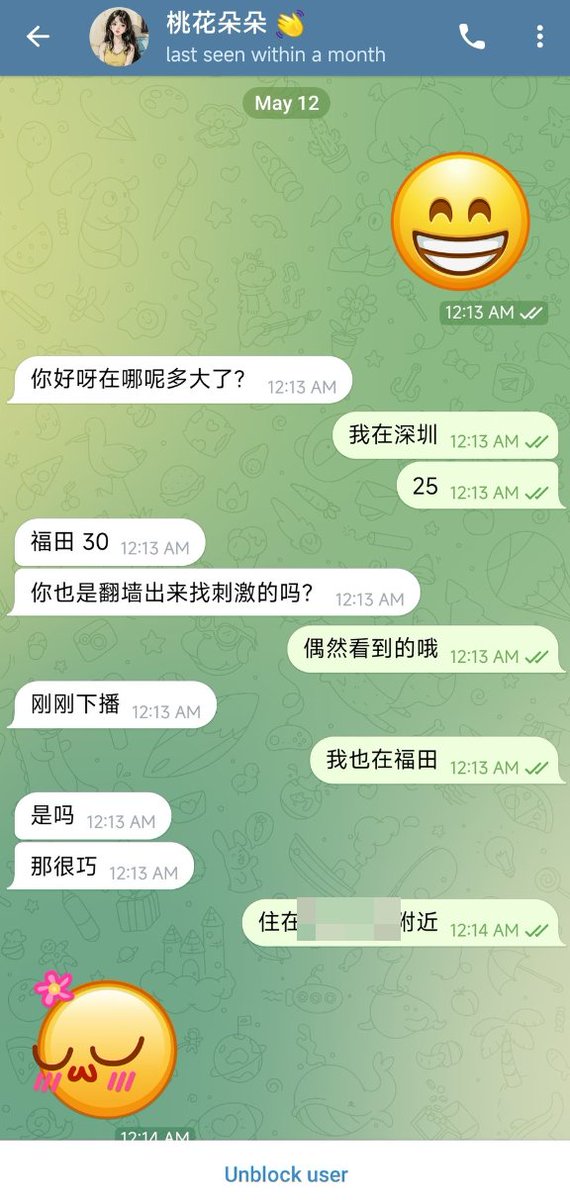 桃花朵朵 👋
last seen within a month
May 12
12:13 AM
你好呀在哪呢多大了? 12:13 AM
我在深圳 12:13 AM
25 12:13 AM
福田 30 12:13 AM
你也是翻墙出来找刺激的吗? 12:13 AM
偶然看到的哦 12:13 AM
刚刚下播 12:13 AM
我也在福田 12:13 AM
是吗 12:13 AM
那很巧 12:13 AM
住在 附近 12:14 AM
12:14 AM
Unblock user